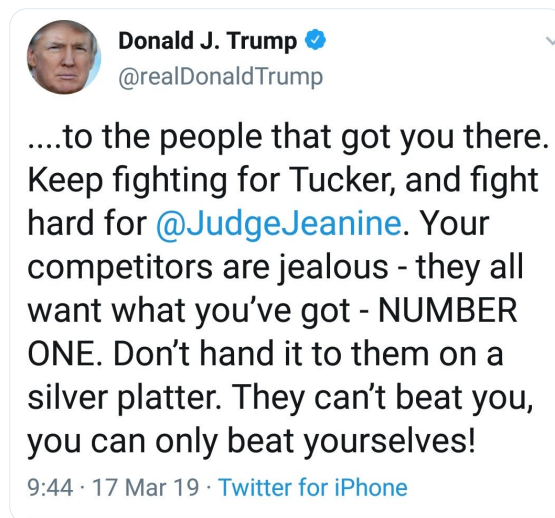 Donald J. Trump
@realDonaldTrump
....to the people that got you there.
Keep fighting for Tucker, and fight
hard for @JudgeJeanine. Your
competitors are jealous - they all
want what you’ve got - NUMBER
ONE. Don’t hand it to them on a
silver platter. They can’t beat you,
you can only beat yourselves!
9:44 · 17 Mar 19 · Twitter for iPhone